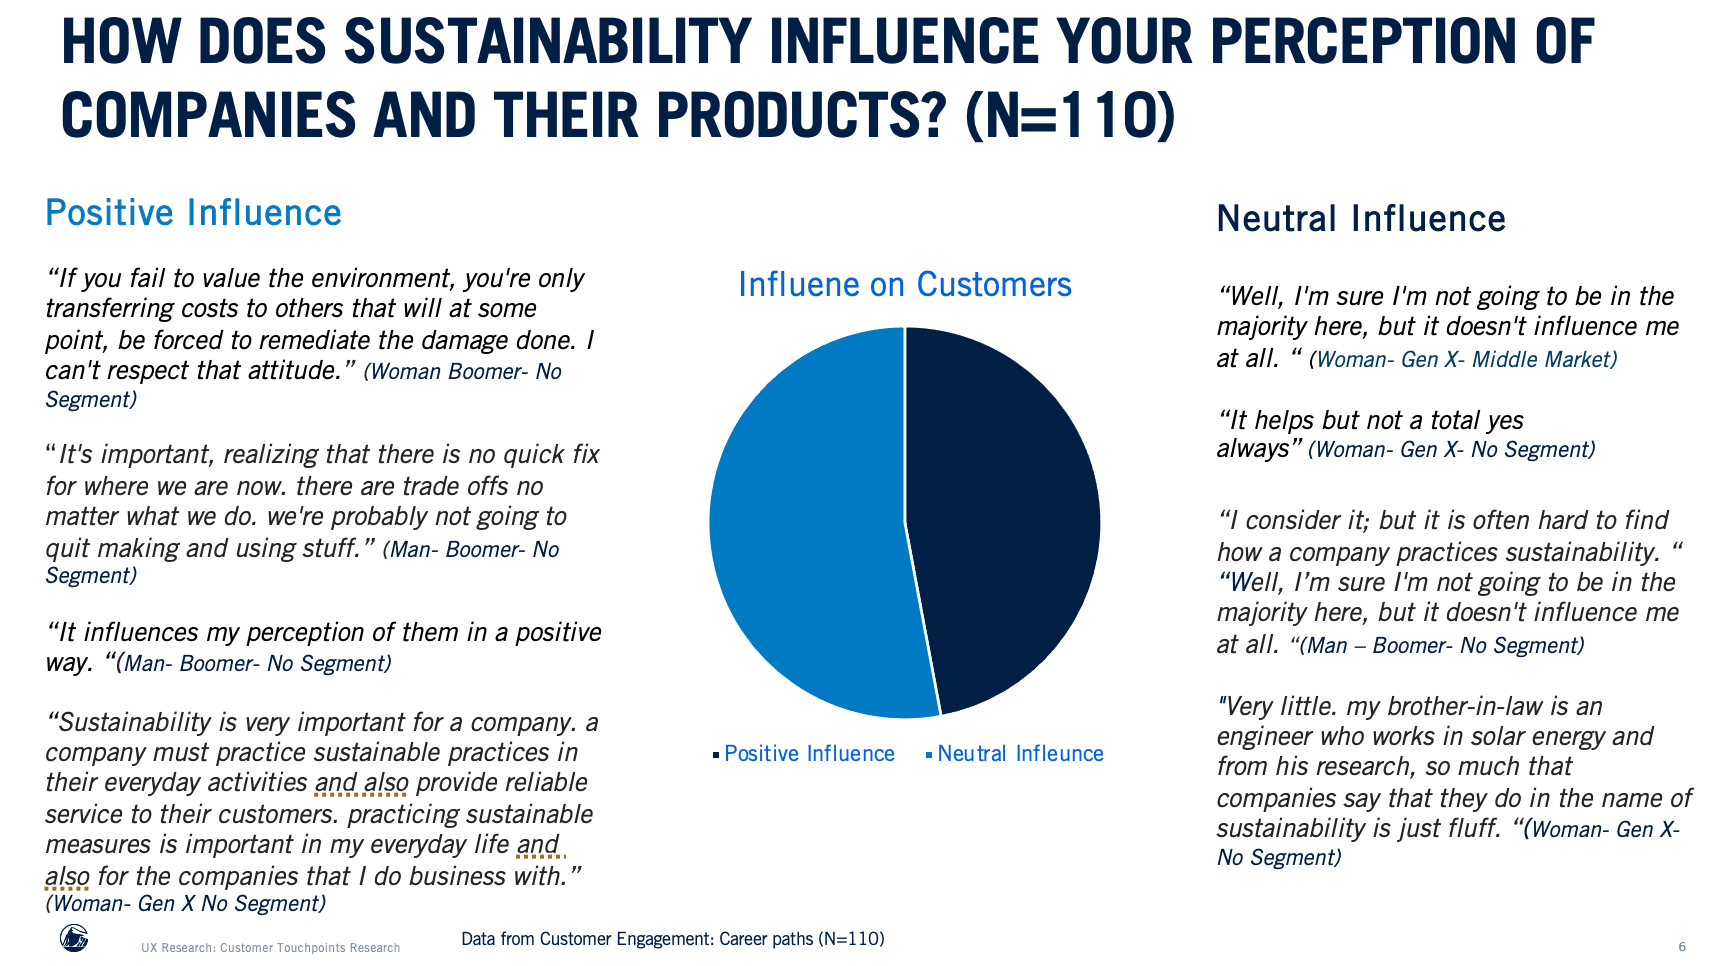 HOW DOES SUSTAINABILITY INFLUENCE YOUR PERCEPTION OF
COMPANIES AND THEIR PRODUCTS? (N=110)
Positive Influence
“If you fail to value the environment, you're only
transferring costs to others that will at some
point, be forced to remediate the damage done. I
can't respect that attitude.” (Woman Boomer- No
Segment)
“It's important, realizing that there is no quick fix
for where we are now. there are trade offs no
matter what we do. we're probably not going to
quit making and using stuff.” (Man- Boomer- No
Segment)
“It influences my perception of them in a positive
way. “(Man- Boomer- No Segment)
“Sustainability is very important for a company. a
company must practice sustainable practices in
their everyday activities and also provide reliable
service to their customers. practicing sustainable
measures is important in my everyday life and
also for the companies that I do business with.”
(Woman- Gen X No Segment)
Influene on Customers
Positive Influence
Neutral Infleunce
Neutral Influence
“Well, I'm sure I'm not going to be in the
majority here, but it doesn't influence me
at all. “ (Woman- Gen X- Middle Market)
“It helps but not a total yes
always” (Woman- Gen X- No Segment)
“I consider it; but it is often hard to find
how a company practices sustainability. “
“Well, I’m sure I'm not going to be in the
majority here, but it doesn't influence me
at all. “(Man – Boomer- No Segment)
"Very little. my brother-in-law is an
engineer who works in solar energy and
from his research, so much that
companies say that they do in the name of
sustainability is just fluff. “(Woman- Gen X-
No Segment)
UX Research: Customer Touchpoints Research
Data from Customer Engagement: Career paths (N=110)
6